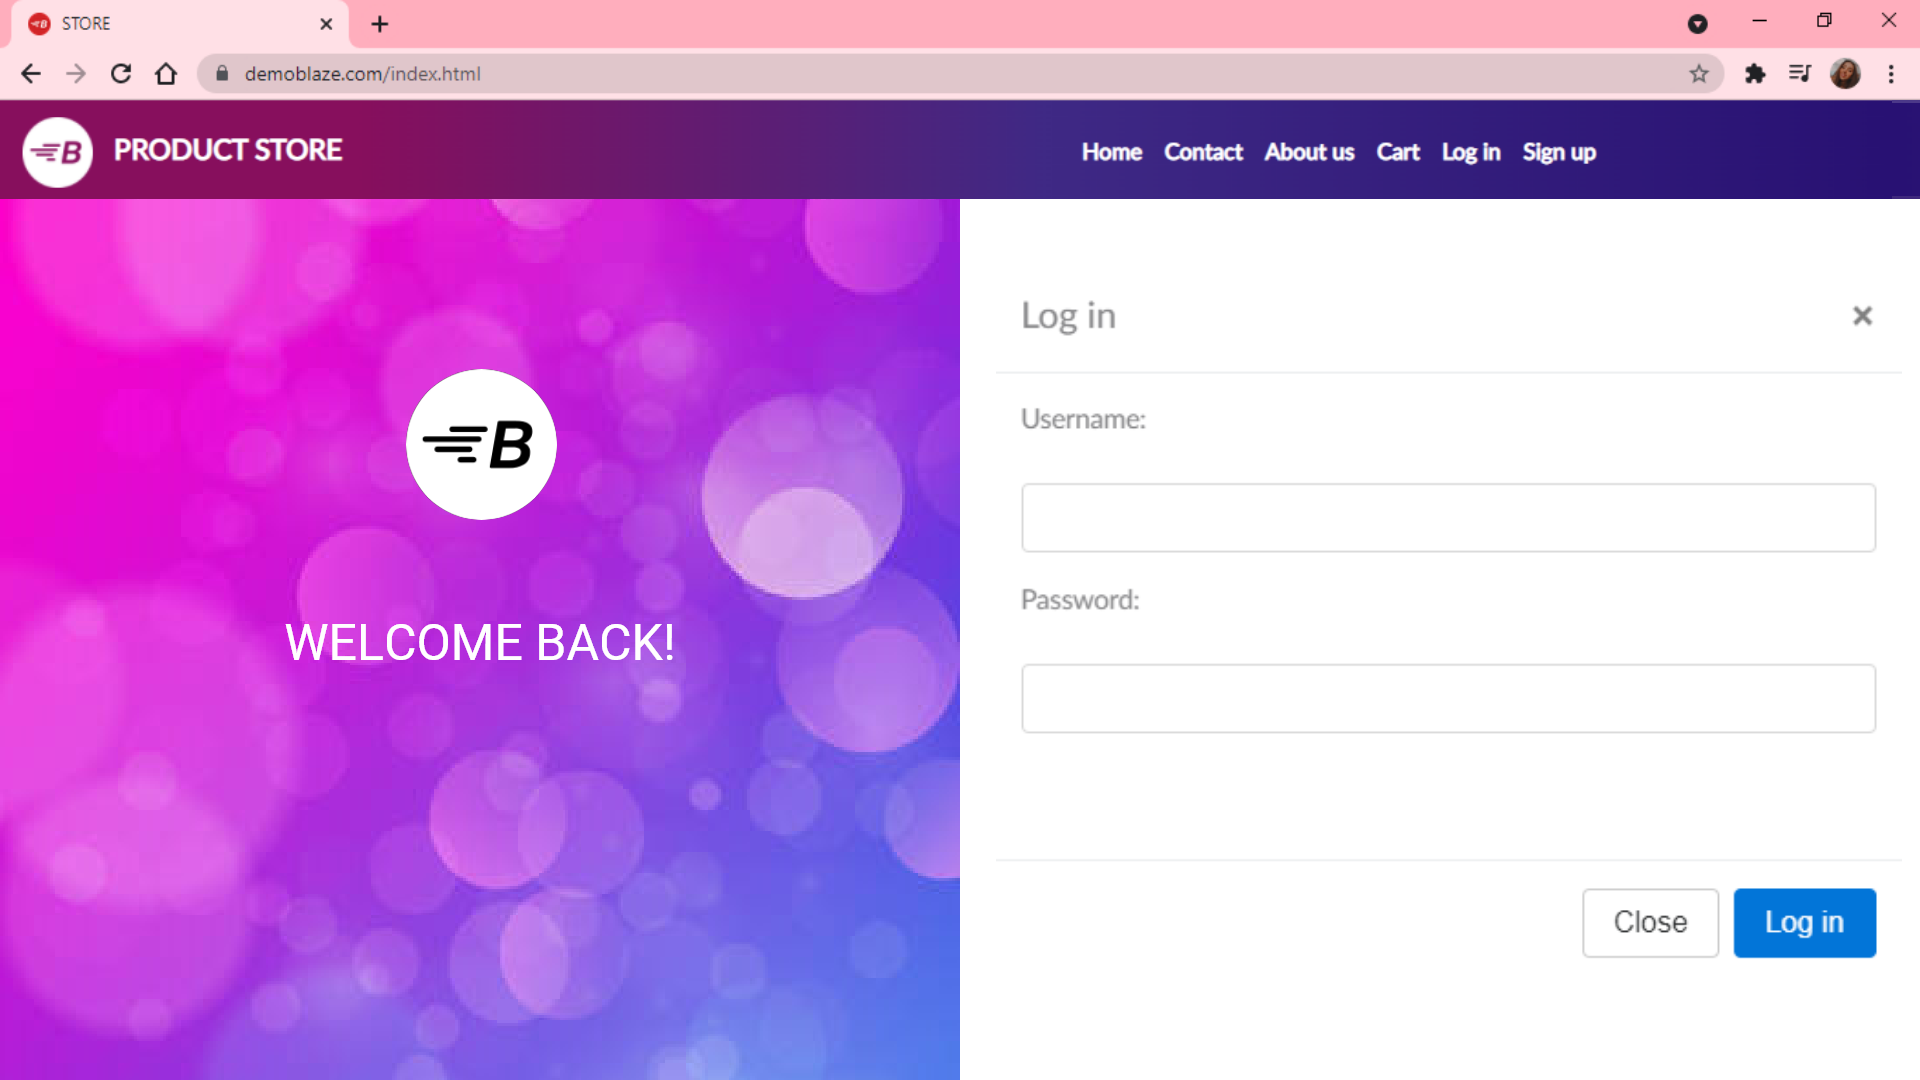 STORE
demoblaze.com/index.html
B PRODUCT STORE
Home Contact About us Cart Log in Sign up
B
WELCOME BACK!
Log in ×
Username:
Password:
Close Log in